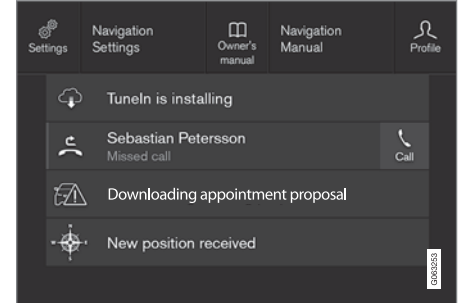 Settings
Navigation
Settings
Owner's
manual
Navigation
Manual
Profile
TuneIn is installing
Sebastian Petersson
Missed call
Call
Downloading appointment proposal
New position received
G063253